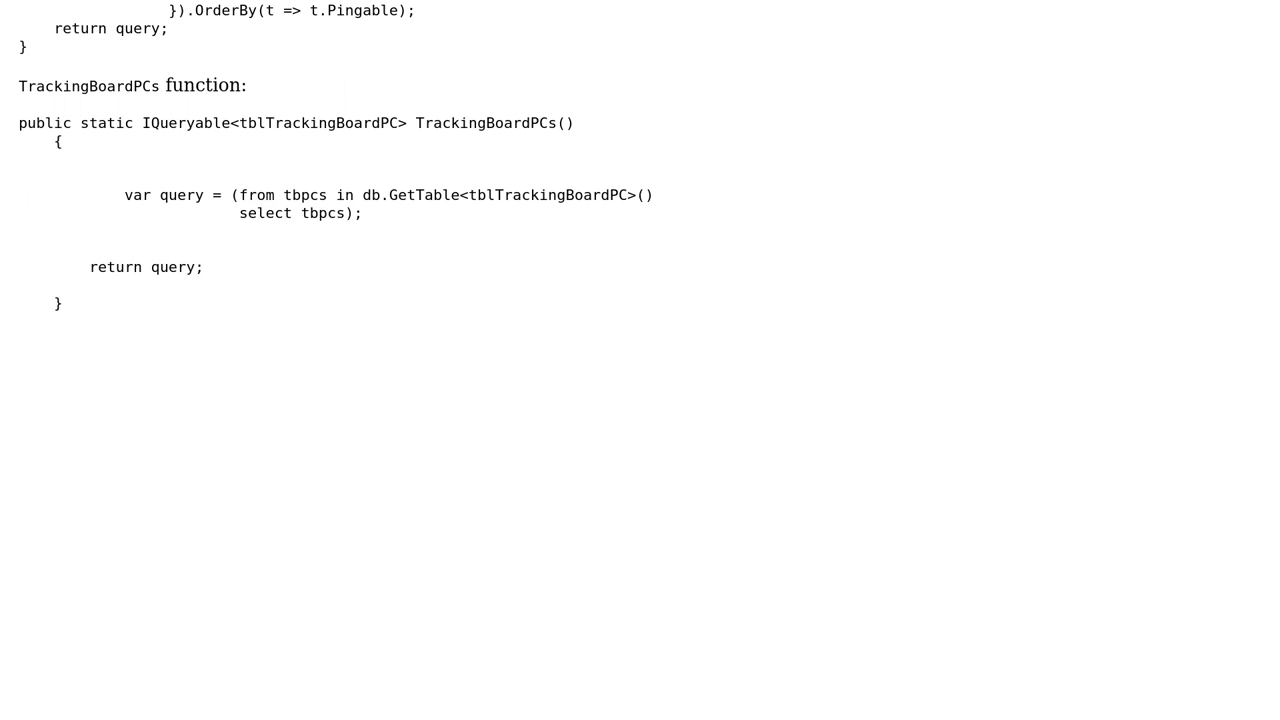 }).OrderBy(t => t.Pingable);
    return query;
}
TrackingBoardPCs function:
public static IQueryable<tblTrackingBoardPC> TrackingBoardPCs()
    {
            var query = (from tbpcs in db.GetTable<tblTrackingBoardPC>()
                         select tbpcs);
        return query;
    }